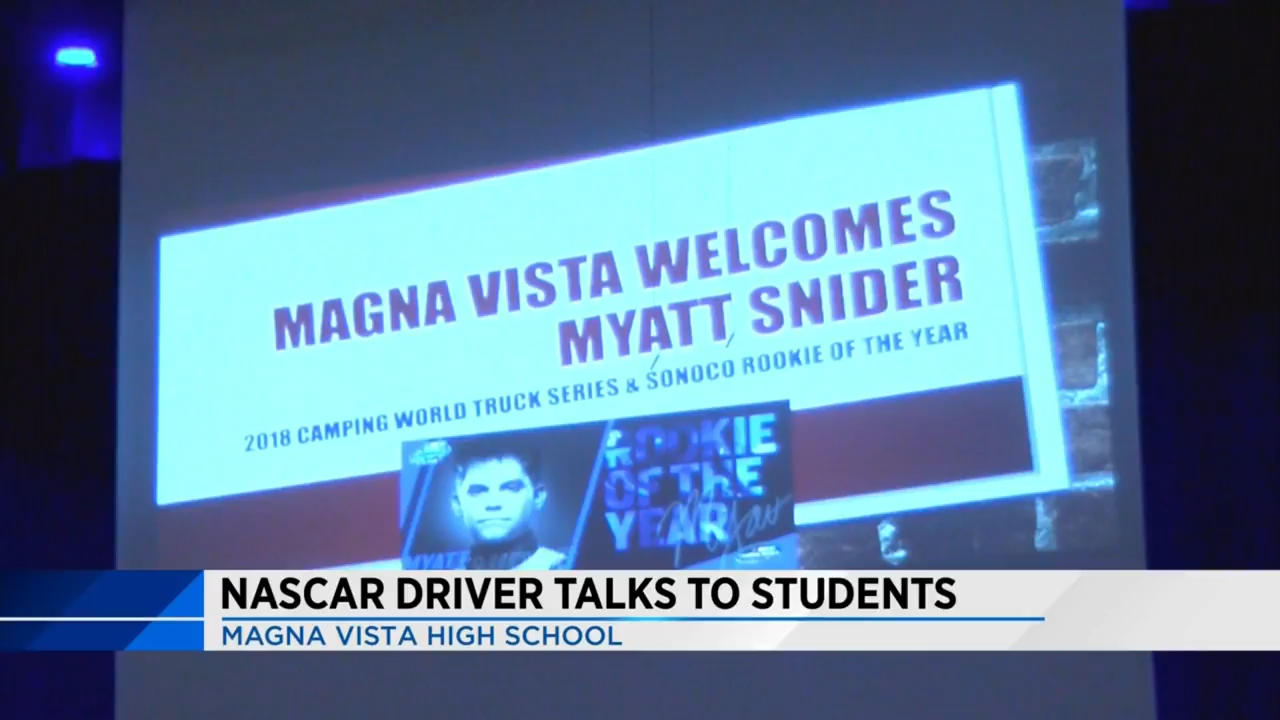 MAGNA VISTA WELCOMES
MYATT SNIDER
2018 CAMPING WORLD TRUCK SERIES & SONOCO ROOKIE OF THE YEAR
ROOKIE
OF THE
YEAR
MYATT
NASCAR DRIVER TALKS TO STUDENTS
MAGNA VISTA HIGH SCHOOL